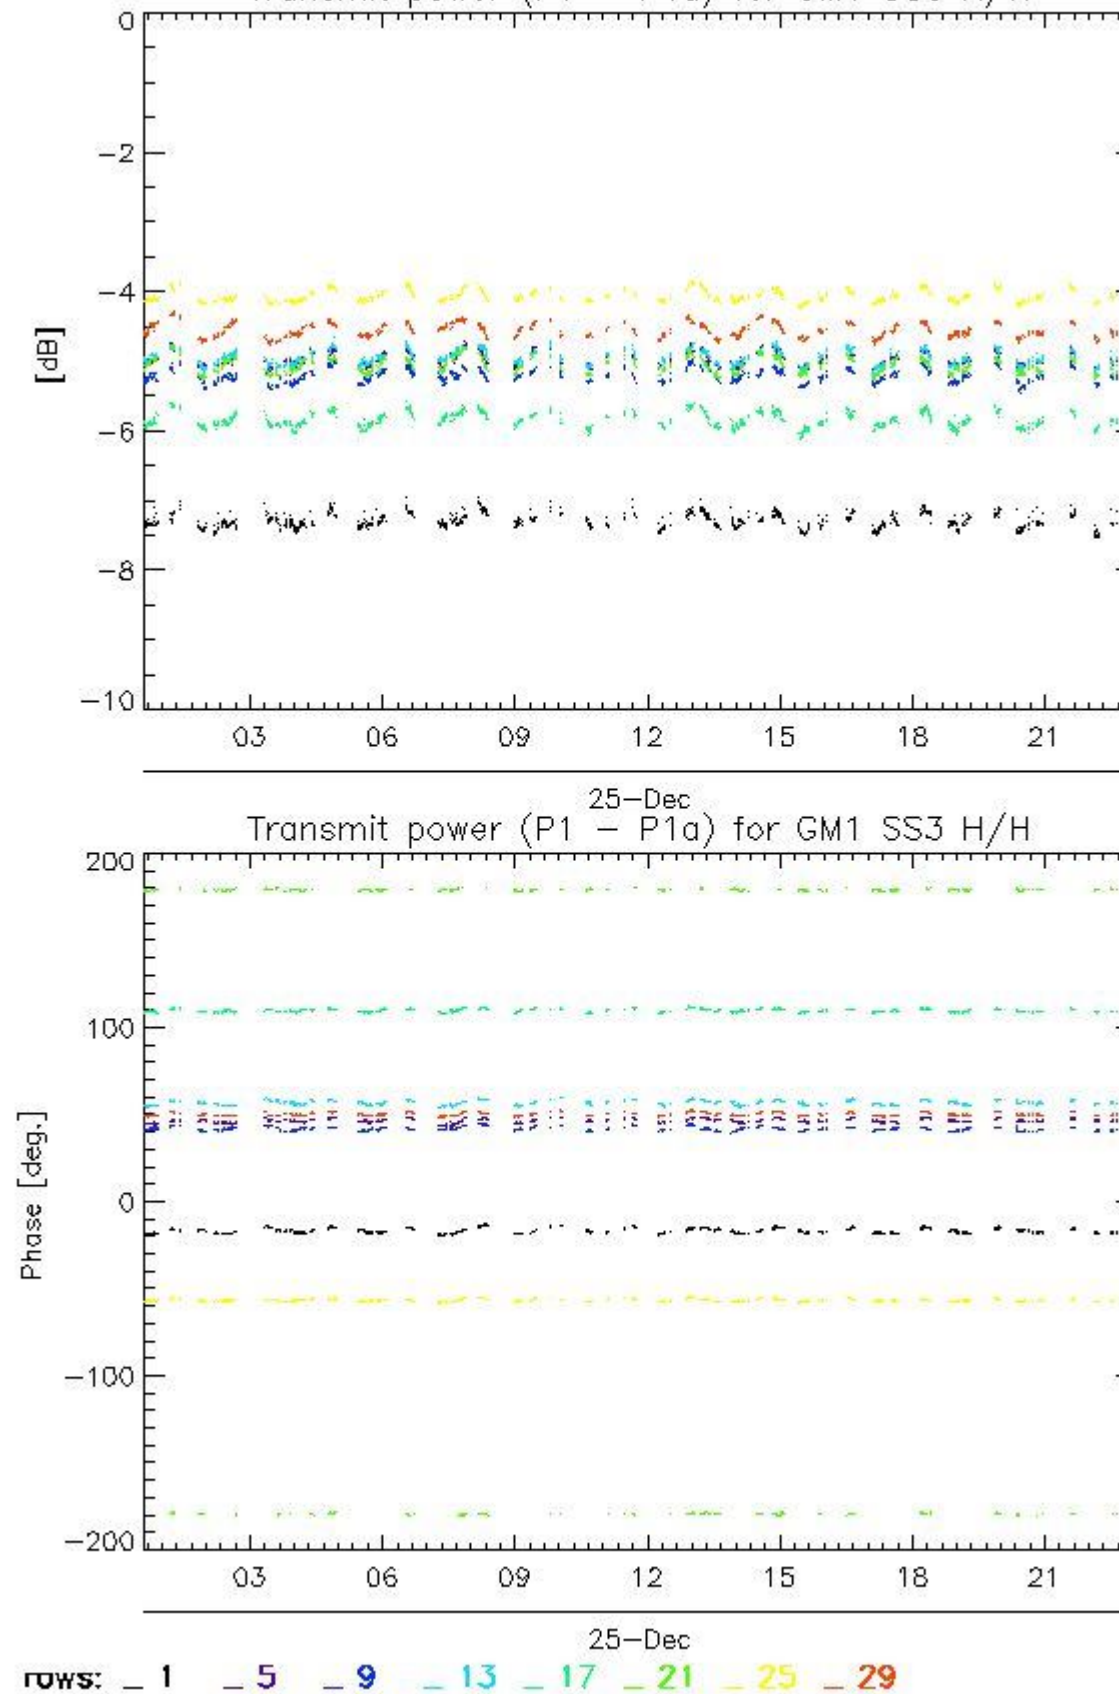 0
−2
−4
[dB]
−6
−8
−10
03 06 09 12 15 18 21
25−Dec
Transmit power (P1 − P1a) for GM1 SS3 H/H
200
100
Phase [deg.]
0
−100
−200
03 06 09 12 15 18 21
25−Dec
rows: _ 1 _ 5 _ 9 _ 13 _ 17 _ 21 _ 25 _ 29